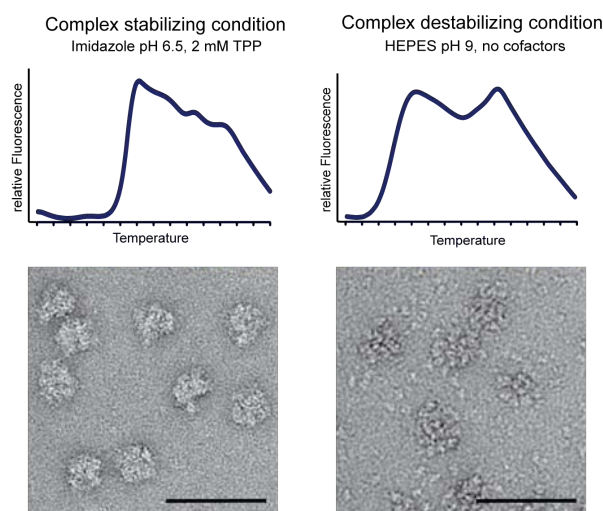 Complex stabilizing condition
Imidazole pH 6.5, 2 mM TPP
relative Fluorescence
Temperature
Complex destabilizing condition
HEPES pH 9, no cofactors
relative Fluorescence
Temperature